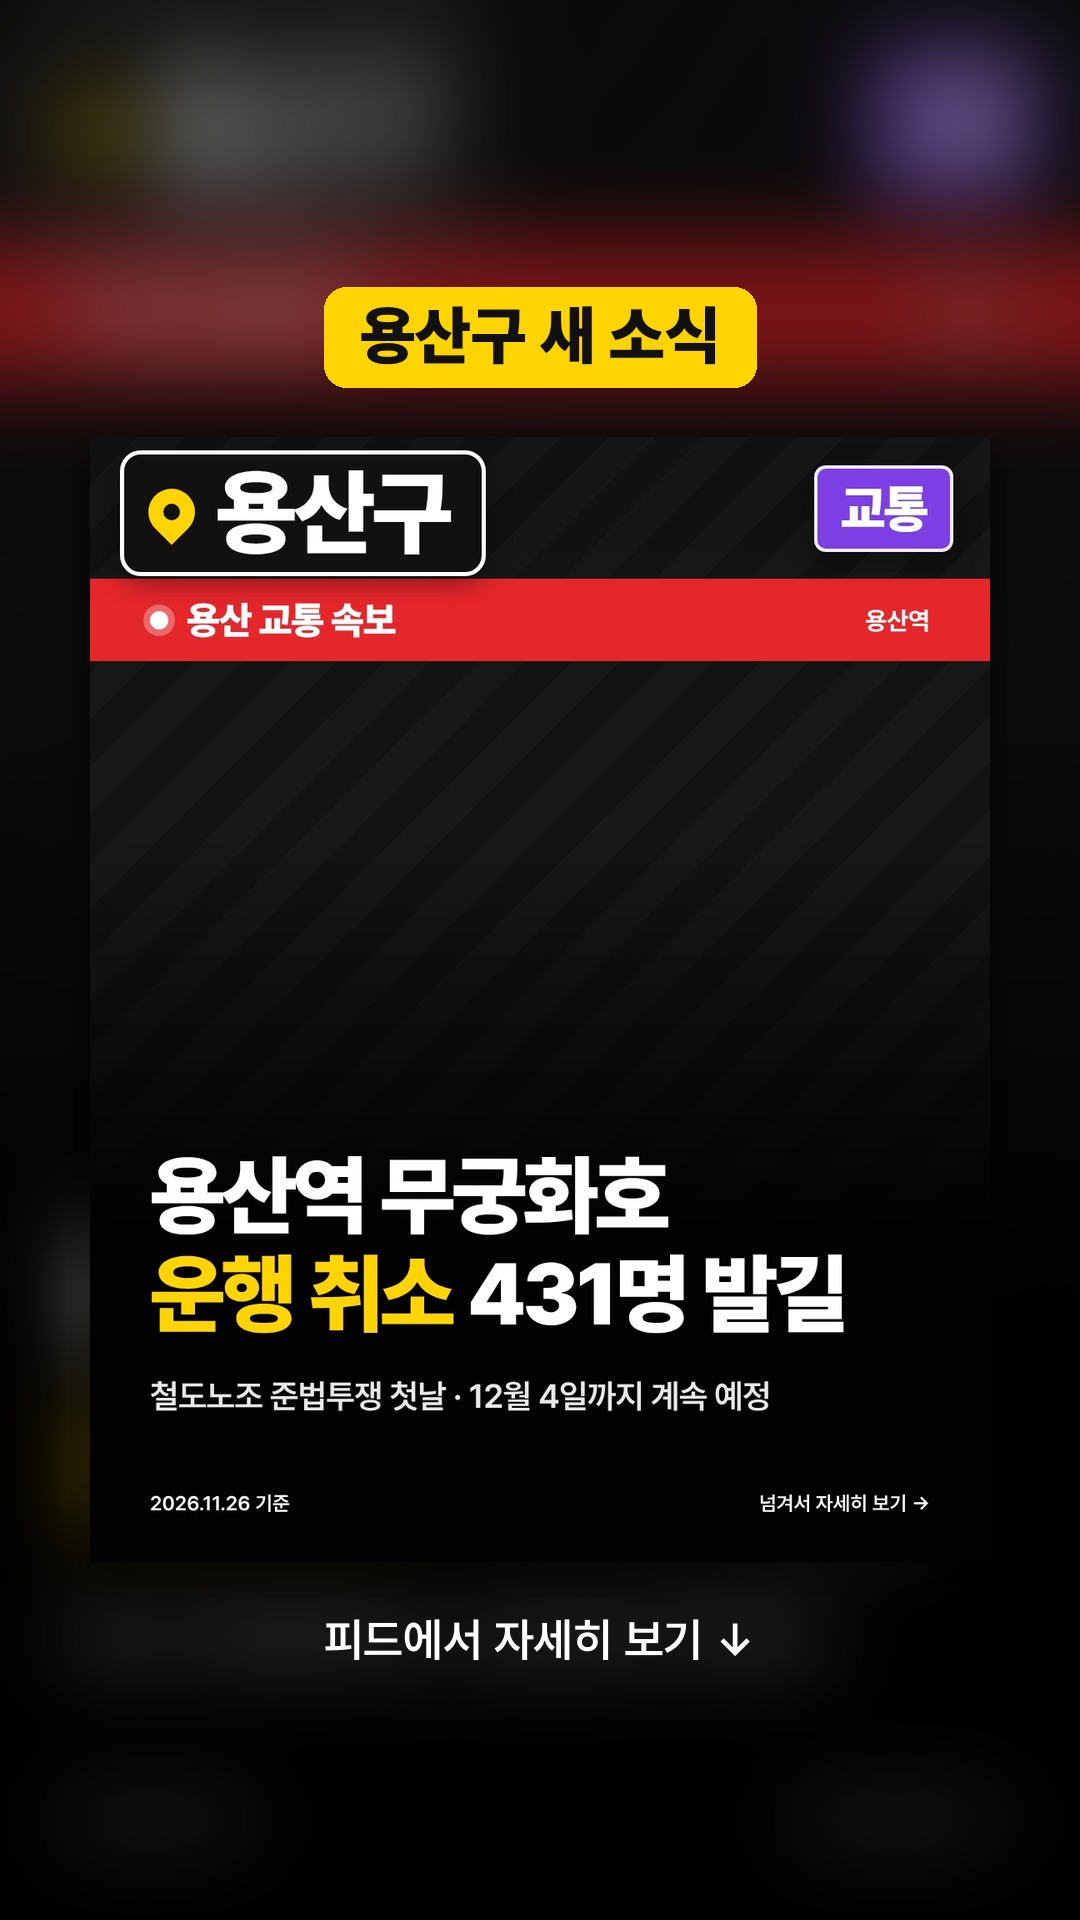 용산구 새 소식
용산구
교통
용산 교통 속보
용산역
용산역 무궁화호
운행 취소 431명 발길
철도노조 준법투쟁 첫날 · 12월 4일까지 계속 예정
2026.11.26 기준
넘겨서 자세히 보기 →
피드에서 자세히 보기 ↓